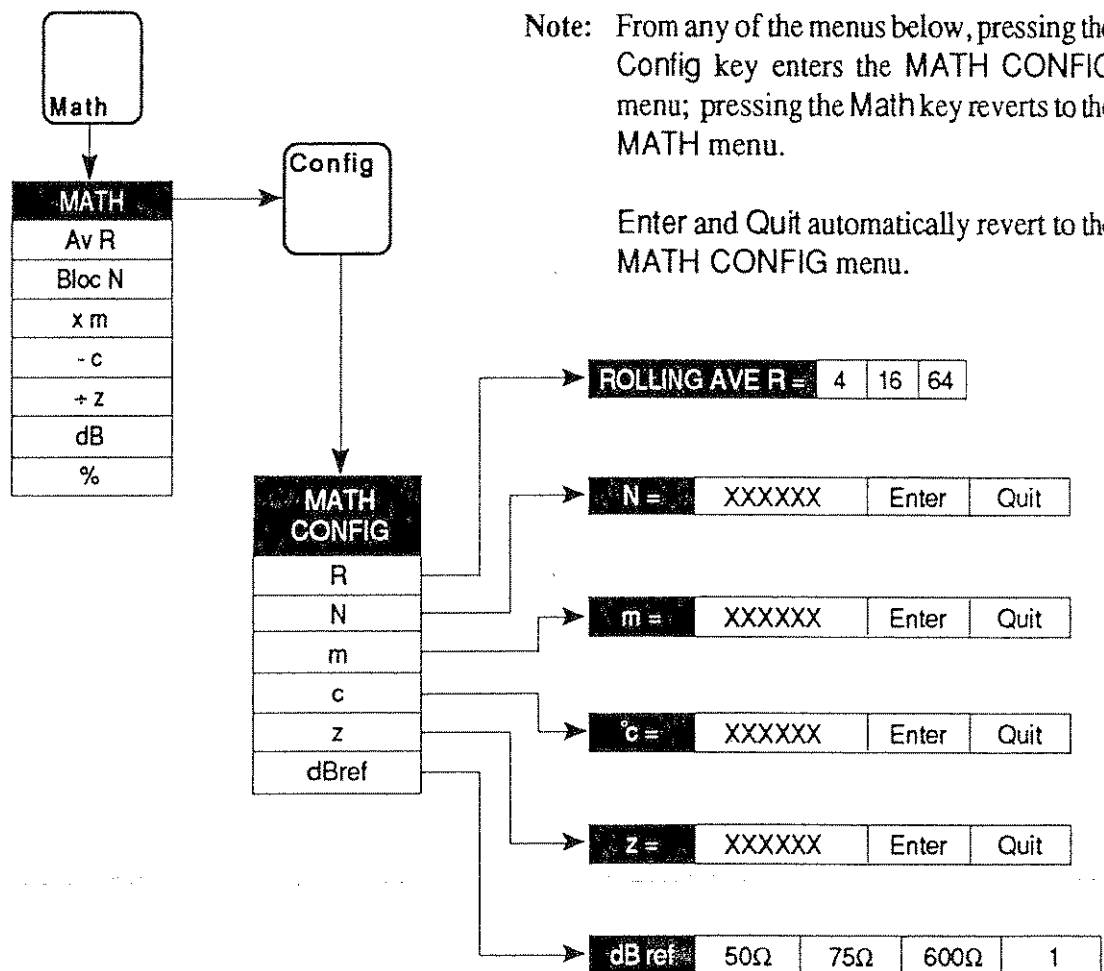 Note: From any of the menus below, pressing the
Config key enters the MATH CONFIG
menu; pressing the Math key reverts to the
MATH menu.
Enter and Quit automatically revert to the
MATH CONFIG menu.
Math
Config
MATH
Av R
Bloc N
x m
- c
÷ z
dB
%
MATH
CONFIG
R
N
m
c
z
dBref
ROLLING AVE R = 4 16 64
N = XXXXXX Enter Quit
m = XXXXXX Enter Quit
c = XXXXXX Enter Quit
z = XXXXXX Enter Quit
dB ref 50Ω 75Ω 600Ω 1